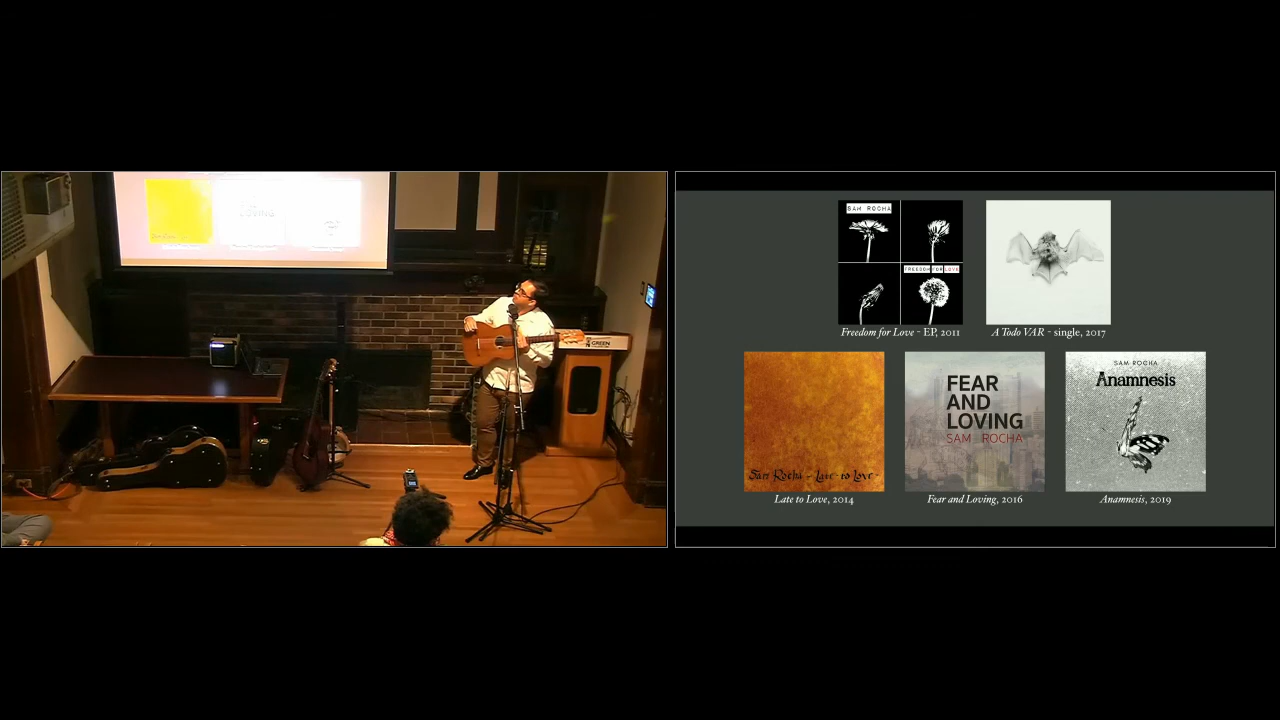 LOVING
GREEN
SAM ROCHA
FREEDOM FOR LOVE
Freedom for Love - EP, 2011
A Todo VAR - single, 2017
Sam Rocha - Late to Love -
Late to Love, 2014
FEAR
AND
LOVING
SAM ROCHA
Fear and Loving, 2016
SAM ROCHA
Anamnesis
Anamnesis, 2019